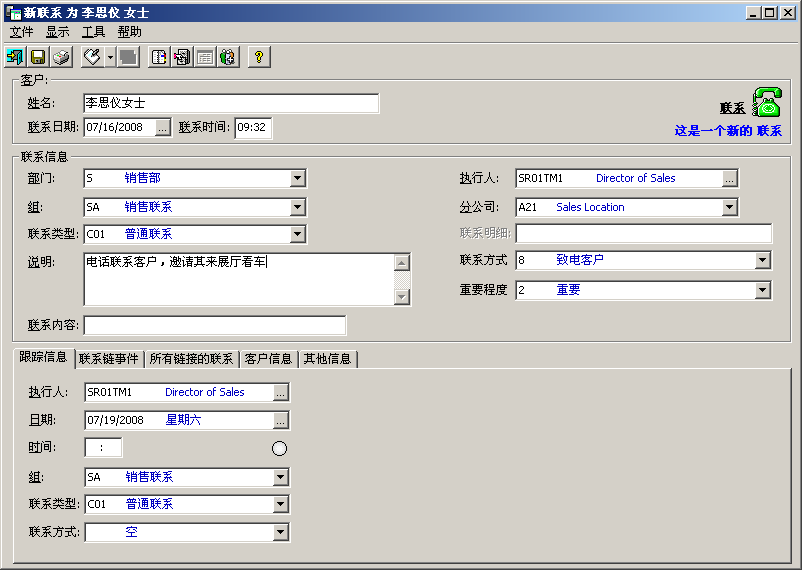 新联系 为 李思仪 女士
文件 显示 工具 帮助
客户:
姓名: 李思仪女士
联系日期: 07/16/2008 ... 联系时间: 09:32
联系
这是一个新的 联系
联系信息
部门: S 销售部
执行人: SR01TM1 Director of Sales ...
组: SA 销售联系
分公司: A21 Sales Location
联系类型: C01 普通联系
联系明细:
说明: 电话联系客户，邀请其来展厅看车
联系方式 8 致电客户
重要程度 2 重要
联系内容:
跟踪信息 联系链事件 所有链接的联系 客户信息 其他信息
执行人: SR01TM1 Director of Sales ...
日期: 07/19/2008 星期六 ...
时间: :
组: SA 销售联系
联系类型: C01 普通联系
联系方式: 空